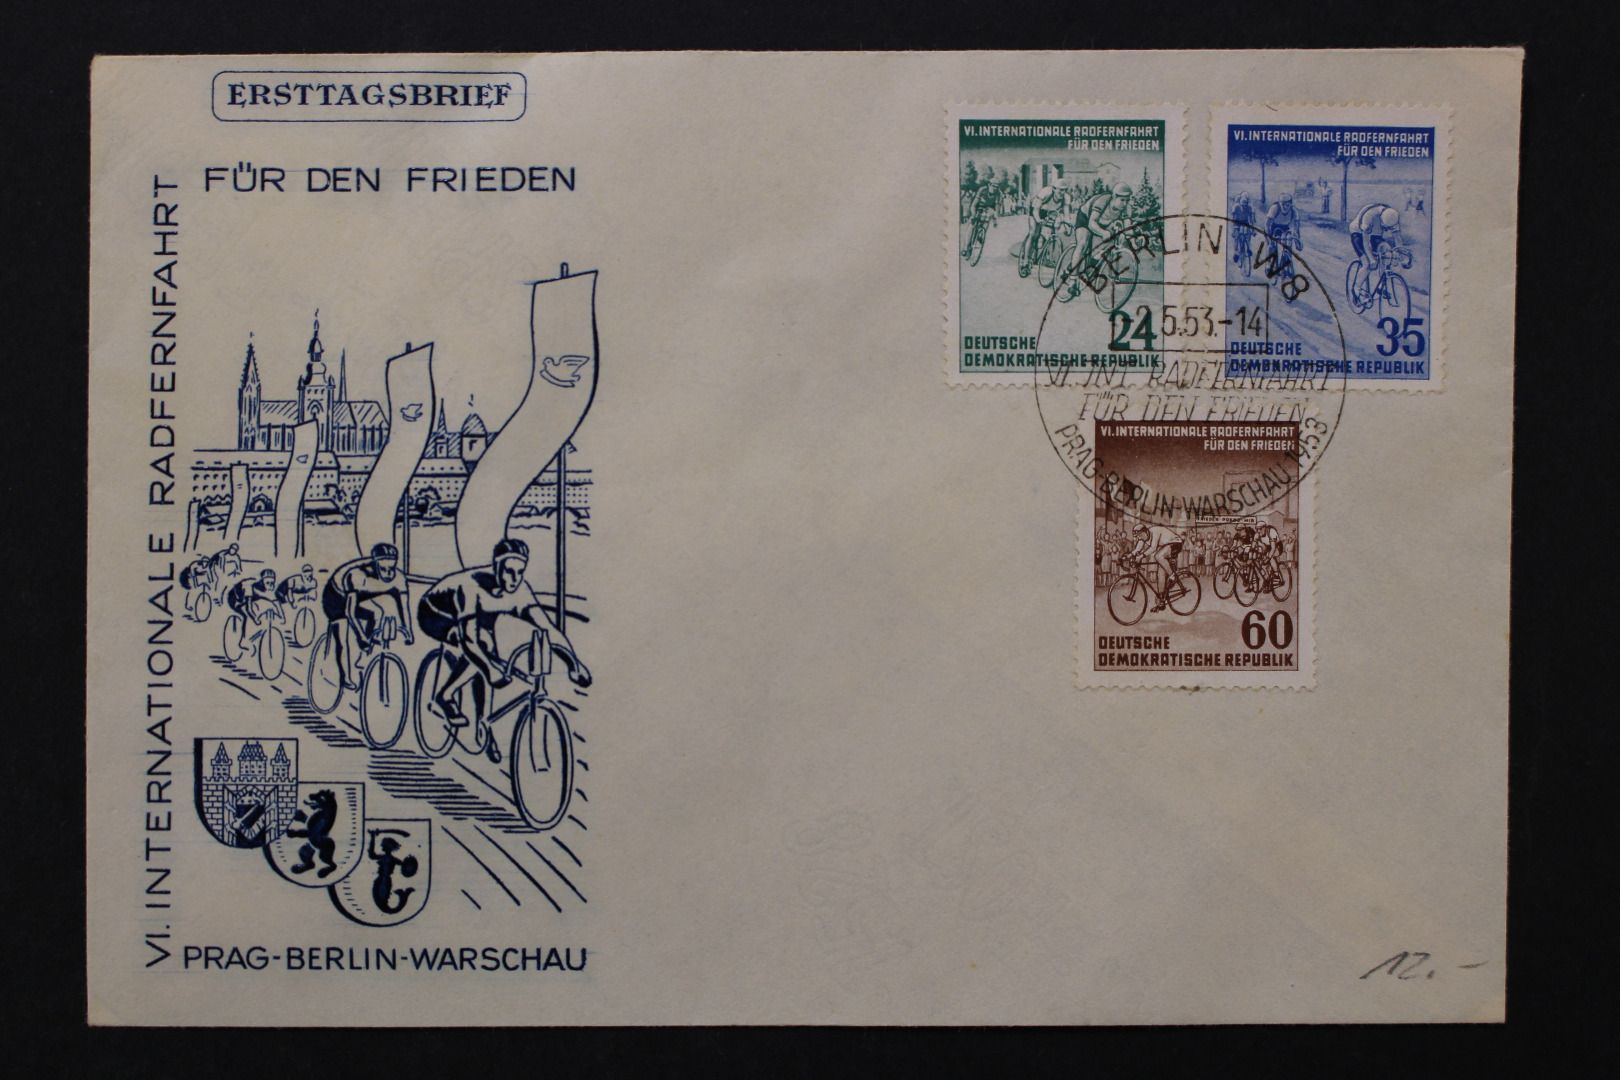 ERSTTAGSBRIEF
FÜR DEN FRIEDEN
VI. INTERNATIONALE RADFERNFAHRT
PRAG-BERLIN-WARSCHAU
VI. INTERNATIONALE RADFERNFAHRT
FÜR DEN FRIEDEN
24
DEUTSCHE
DEMOKRATISCHE REPUBLIK
VI. INTERNATIONALE RADFERNFAHRT
FÜR DEN FRIEDEN
35
DEUTSCHE
DEMOKRATISCHE REPUBLIK
BERLIN W8
-2.5.53.-14
VI. INT. RADFERNFAHRT
FÜR DEN FRIEDEN
PRAG-BERLIN-WARSCHAU 1953
VI. INTERNATIONALE RADFERNFAHRT
FÜR DEN FRIEDEN
60
DEUTSCHE
DEMOKRATISCHE REPUBLIK
12.-